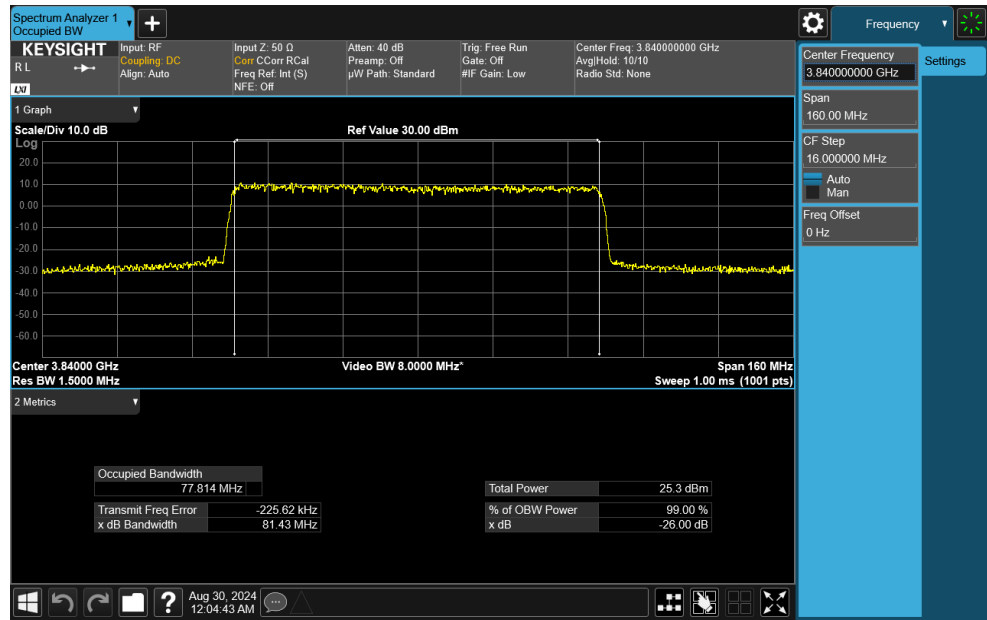 Spectrum Analyzer 1
Occupied BW
Frequency
KEYSIGHT
R L
LXI
Input: RF
Coupling: DC
Align: Auto
Input Z: 50 Ω
Corr CCorr RCal
Freq Ref: Int (S)
NFE: Off
Atten: 40 dB
Preamp: Off
µW Path: Standard
Trig: Free Run
Gate: Off
#IF Gain: Low
Center Freq: 3.840000000 GHz
Avg|Hold: 10/10
Radio Std: None
Center Frequency
3.840000000 GHz
Settings
Span
160.00 MHz
CF Step
16.000000 MHz
Auto
Man
Freq Offset
0 Hz
1 Graph
Scale/Div 10.0 dB
Ref Value 30.00 dBm
Log
20.0
10.0
0.00
-10.0
-20.0
-30.0
-40.0
-50.0
-60.0
Center 3.84000 GHz
Video BW 8.0000 MHz*
Span 160 MHz
Res BW 1.5000 MHz
Sweep 1.00 ms (1001 pts)
2 Metrics
Occupied Bandwidth
77.814 MHz
Total Power 25.3 dBm
Transmit Freq Error -225.62 kHz
% of OBW Power 99.00 %
x dB Bandwidth 81.43 MHz
x dB -26.00 dB
?
Aug 30, 2024
12:04:43 AM